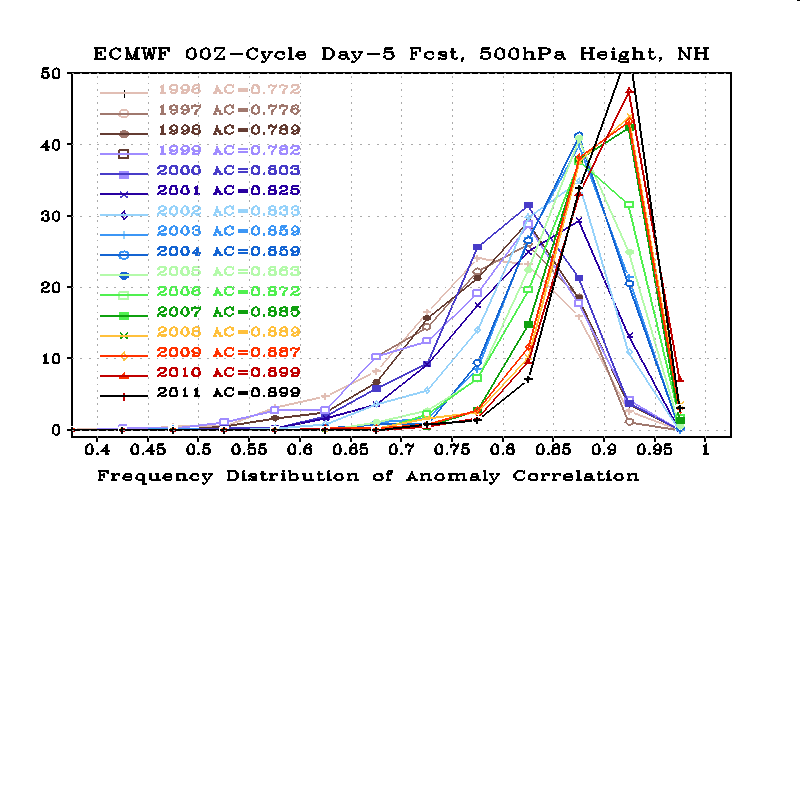 ECMWF 00Z-Cycle Day-5 Fcst, 500hPa Height, NH
50
40
30
20
10
0
1996 AC=0.772
1997 AC=0.776
1998 AC=0.789
1999 AC=0.782
2000 AC=0.803
2001 AC=0.825
2002 AC=0.833
2003 AC=0.859
2004 AC=0.859
2005 AC=0.863
2006 AC=0.872
2007 AC=0.885
2008 AC=0.889
2009 AC=0.887
2010 AC=0.899
2011 AC=0.899
0.4 0.45 0.5 0.55 0.6 0.65 0.7 0.75 0.8 0.85 0.9 0.95 1
Frequency Distribution of Anomaly Correlation